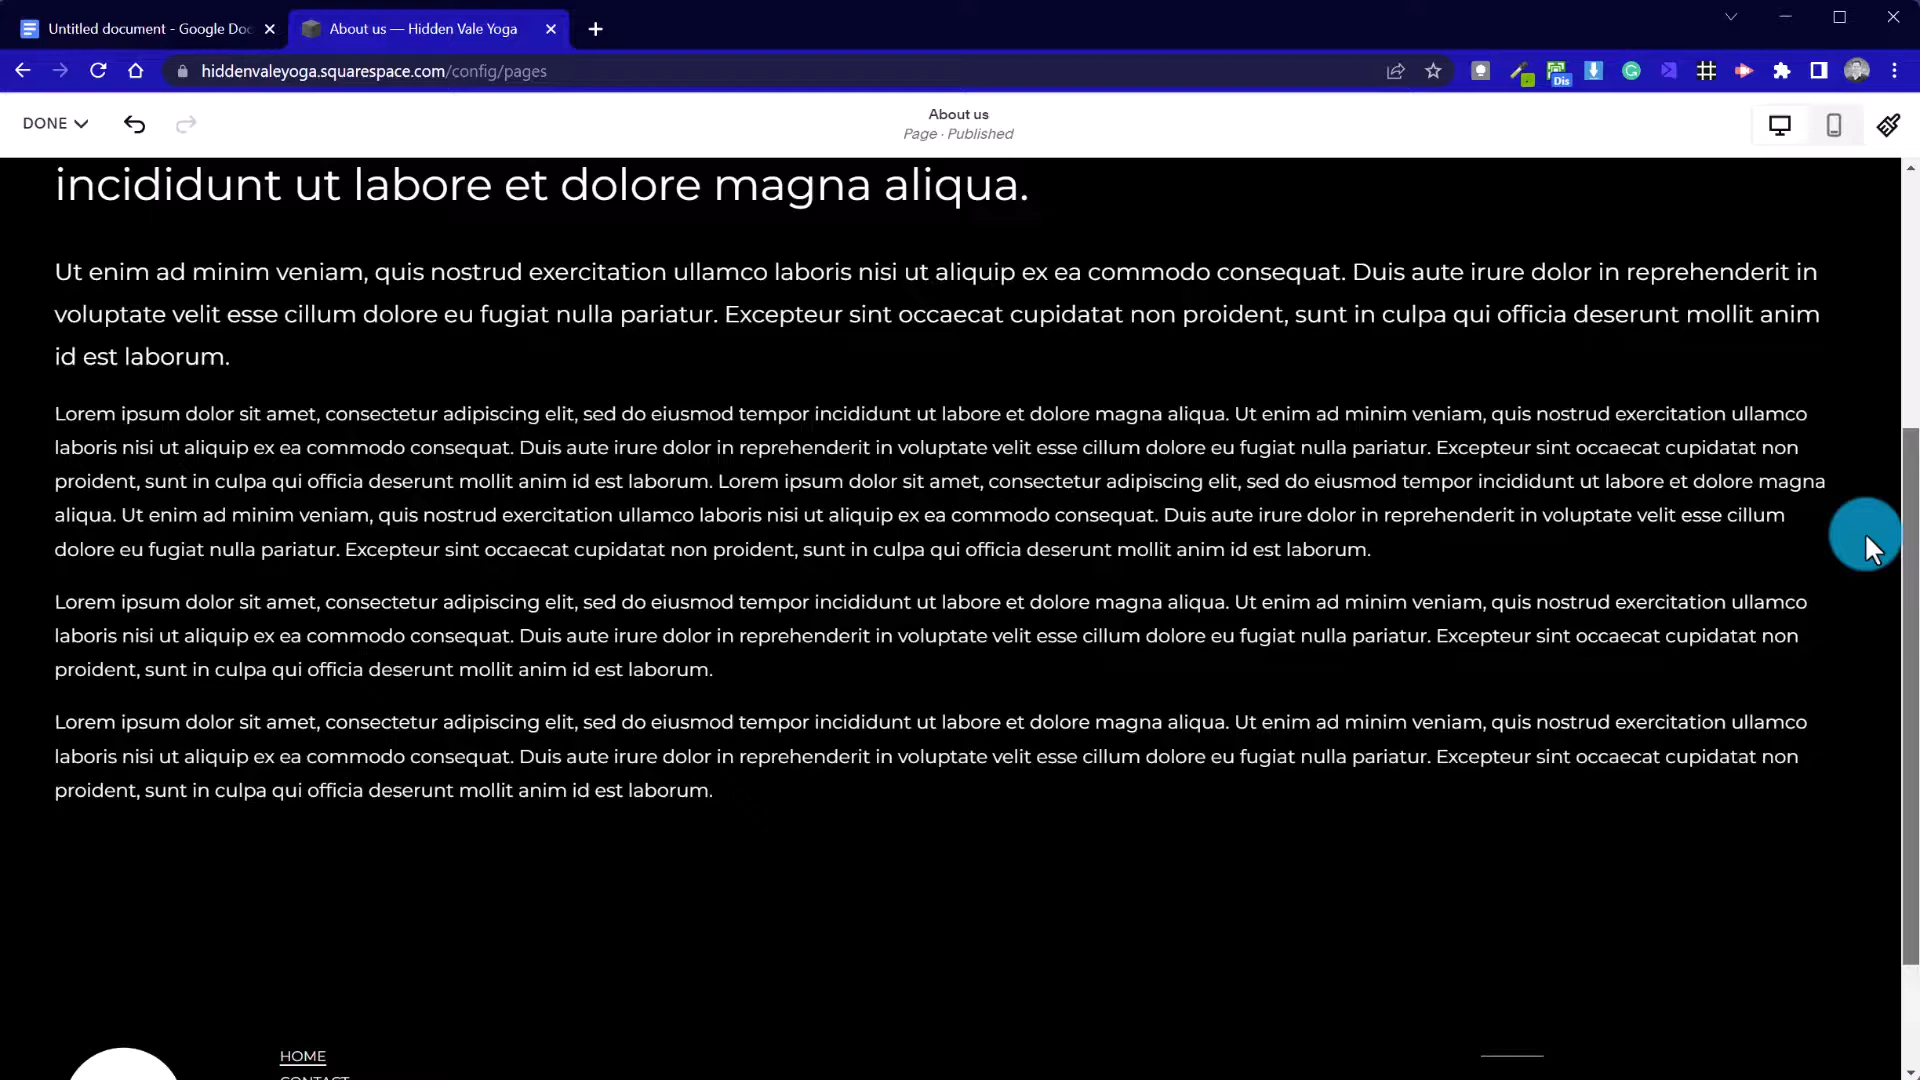 Untitled document - Google Doc
About us — Hidden Vale Yoga
hiddenvaleyoga.squarespace.com/config/pages
Dis
DONE
About us
Page · Published
incididunt ut labore et dolore magna aliqua.
Ut enim ad minim veniam, quis nostrud exercitation ullamco laboris nisi ut aliquip ex ea commodo consequat. Duis aute irure dolor in reprehenderit in
voluptate velit esse cillum dolore eu fugiat nulla pariatur. Excepteur sint occaecat cupidatat non proident, sunt in culpa qui officia deserunt mollit anim
id est laborum.
Lorem ipsum dolor sit amet, consectetur adipiscing elit, sed do eiusmod tempor incididunt ut labore et dolore magna aliqua. Ut enim ad minim veniam, quis nostrud exercitation ullamco
laboris nisi ut aliquip ex ea commodo consequat. Duis aute irure dolor in reprehenderit in voluptate velit esse cillum dolore eu fugiat nulla pariatur. Excepteur sint occaecat cupidatat non
proident, sunt in culpa qui officia deserunt mollit anim id est laborum. Lorem ipsum dolor sit amet, consectetur adipiscing elit, sed do eiusmod tempor incididunt ut labore et dolore magna
aliqua. Ut enim ad minim veniam, quis nostrud exercitation ullamco laboris nisi ut aliquip ex ea commodo consequat. Duis aute irure dolor in reprehenderit in voluptate velit esse cillum
dolore eu fugiat nulla pariatur. Excepteur sint occaecat cupidatat non proident, sunt in culpa qui officia deserunt mollit anim id est laborum.
Lorem ipsum dolor sit amet, consectetur adipiscing elit, sed do eiusmod tempor incididunt ut labore et dolore magna aliqua. Ut enim ad minim veniam, quis nostrud exercitation ullamco
laboris nisi ut aliquip ex ea commodo consequat. Duis aute irure dolor in reprehenderit in voluptate velit esse cillum dolore eu fugiat nulla pariatur. Excepteur sint occaecat cupidatat non
proident, sunt in culpa qui officia deserunt mollit anim id est laborum.
Lorem ipsum dolor sit amet, consectetur adipiscing elit, sed do eiusmod tempor incididunt ut labore et dolore magna aliqua. Ut enim ad minim veniam, quis nostrud exercitation ullamco
laboris nisi ut aliquip ex ea commodo consequat. Duis aute irure dolor in reprehenderit in voluptate velit esse cillum dolore eu fugiat nulla pariatur. Excepteur sint occaecat cupidatat non
proident, sunt in culpa qui officia deserunt mollit anim id est laborum.
HOME
CONTACT